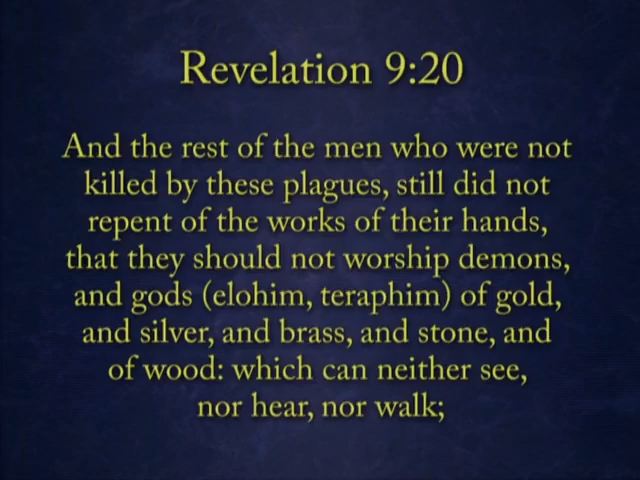 Revelation 9:20
And the rest of the men who were not
killed by these plagues, still did not
repent of the works of their hands,
that they should not worship demons,
and gods (elohim, teraphim) of gold,
and silver, and brass, and stone, and
of wood: which can neither see,
nor hear, nor walk;